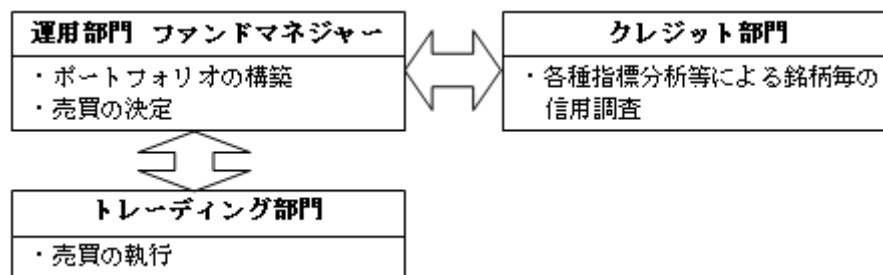 運用部門 ファンドマネジャー
・ポートフォリオの構築
・売買の決定
クレジット部門
・各種指標分析等による銘柄毎の
信用調査
トレーディング部門
・売買の執行